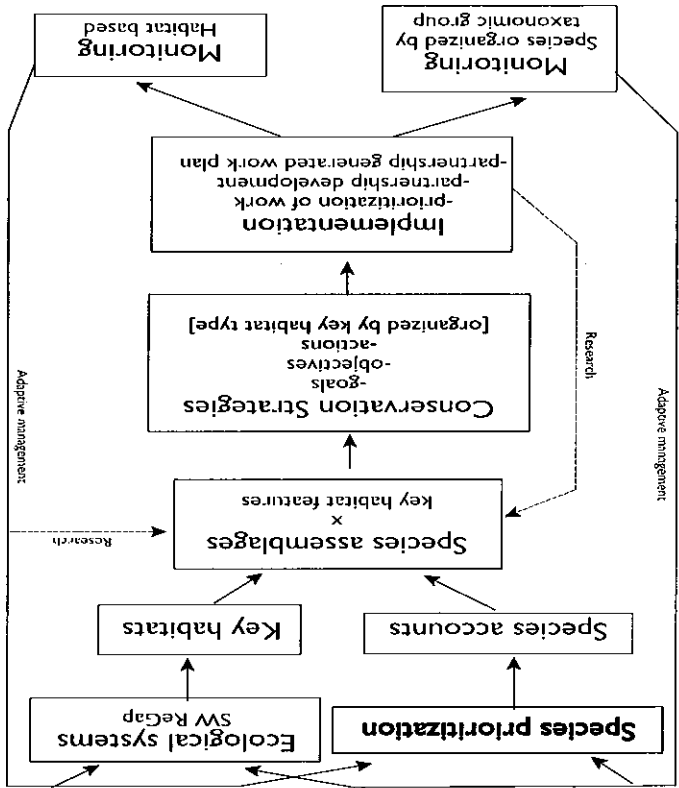 Species prioritization
Ecological systems
SW ReGap
Species accounts
Key habitats
Species assemblages
x
key habitat features
Research
Conservation Strategies
-goals
-objectives
-actions
[organized by key habitat type]
Adaptive management
Research
Adaptive management
Implementation
-prioritization of work
-partnership development
-partnership generated work plan
Monitoring
Species organized by
taxonomic group
Monitoring
Habitat based